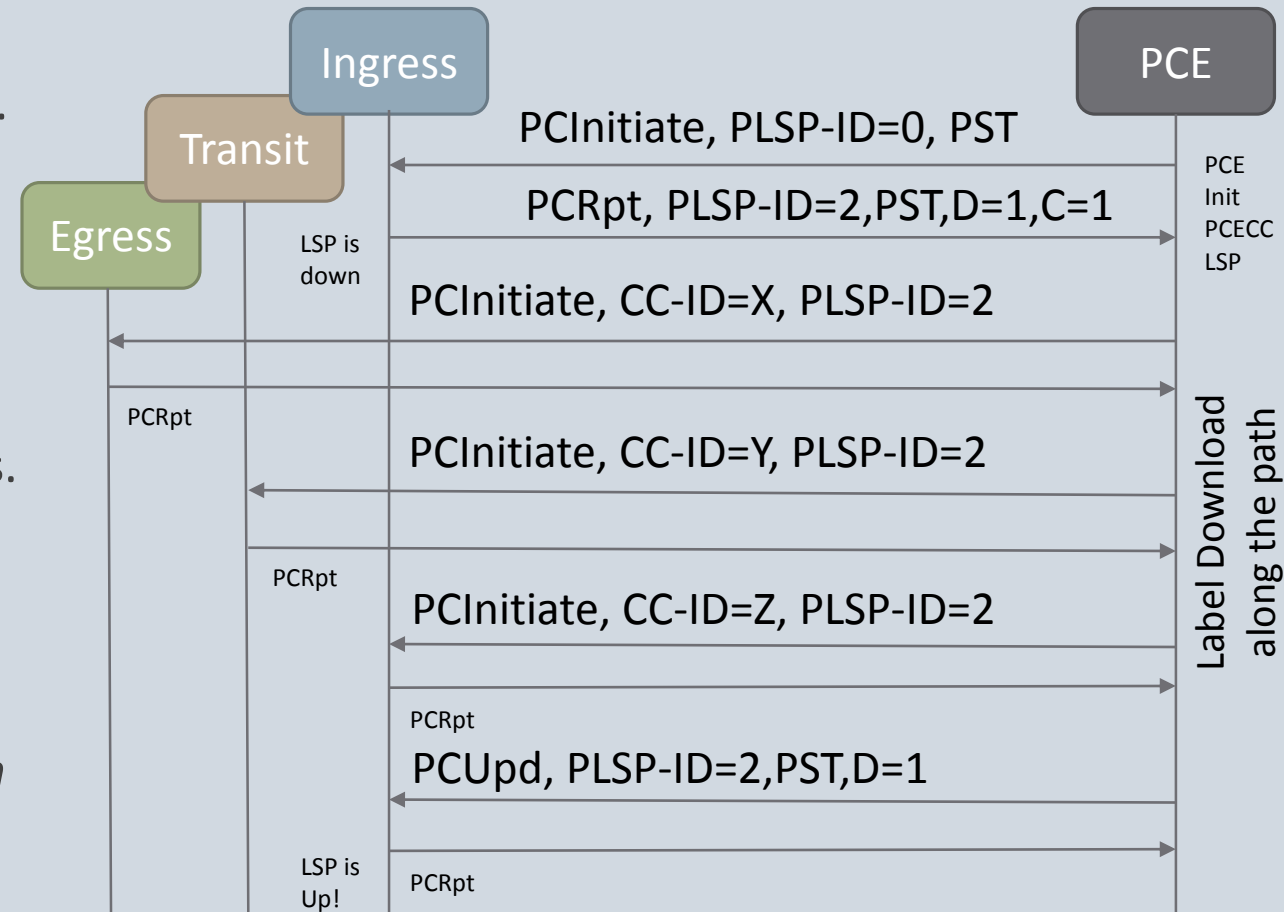 Ingress
PCE
Transit
Egress
PCInitiate, PLSP-ID=0, PST
PCE
Init
PCECC
LSP
PCRpt, PLSP-ID=2,PST,D=1,C=1
LSP is
down
PCInitiate, CC-ID=X, PLSP-ID=2
PCRpt
PCInitiate, CC-ID=Y, PLSP-ID=2
PCRpt
PCInitiate, CC-ID=Z, PLSP-ID=2
PCRpt
Label Download
along the path
PCUpd, PLSP-ID=2,PST,D=1
LSP is
Up!
PCRpt